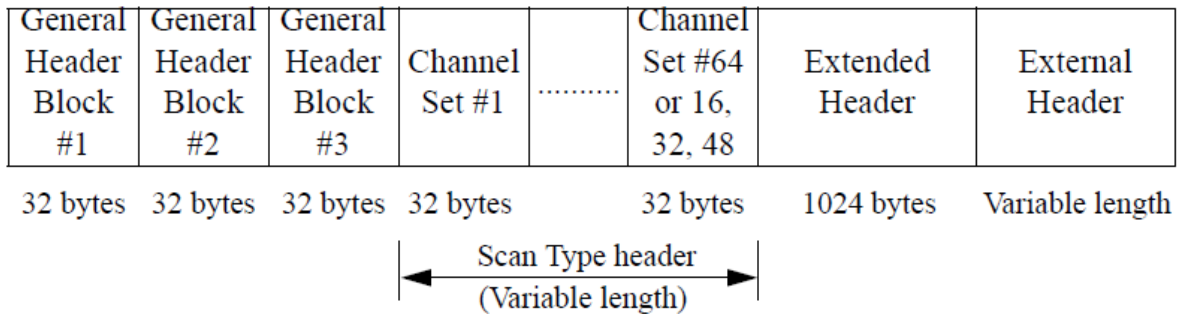 General
Header
Block
#1
General
Header
Block
#2
General
Header
Block
#3
Channel
Set #1
..........
Channel
Set #64
or 16,
32, 48
Extended
Header
External
Header
32 bytes
32 bytes
32 bytes
32 bytes
32 bytes
1024 bytes
Variable length
Scan Type header
(Variable length)